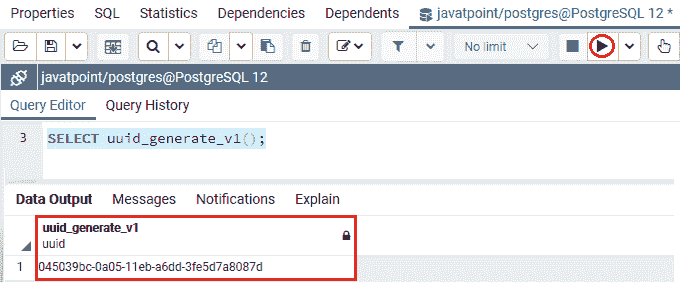 Properties SQL Statistics Dependencies Dependents javatpoint/postgres@PostgreSQL 12 *
No limit
javatpoint/postgres@PostgreSQL 12
Query Editor Query History
3 SELECT uuid_generate_v1();
Data Output Messages Notifications Explain
uuid_generate_v1
uuid
1 045039bc-0a05-11eb-a6dd-3fe5d7a8087d